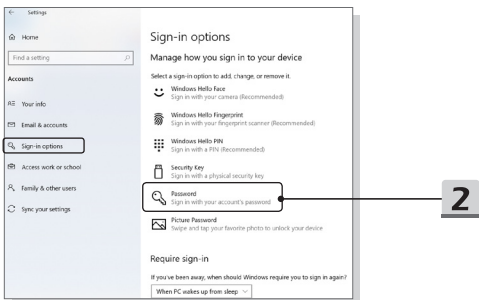 Settings
Home
Find a setting
Accounts
Your info
Email & accounts
Sign-in options
Access work or school
Family & other users
Sync your settings
Sign-in options
Manage how you sign in to your device
Select a sign-in option to add, change, or remove it.
Windows Hello Face
Sign in with your camera (Recommended)
Windows Hello Fingerprint
Sign in with your fingerprint scanner (Recommended)
Windows Hello PIN
Sign in with a PIN (Recommended)
Security Key
Sign in with a physical security key
Password
Sign in with your account's password
Picture Password
Swipe and tap your favorite photo to unlock your device
Require sign-in
If you've been away, when should Windows require you to sign in again?
When PC wakes up from sleep
2